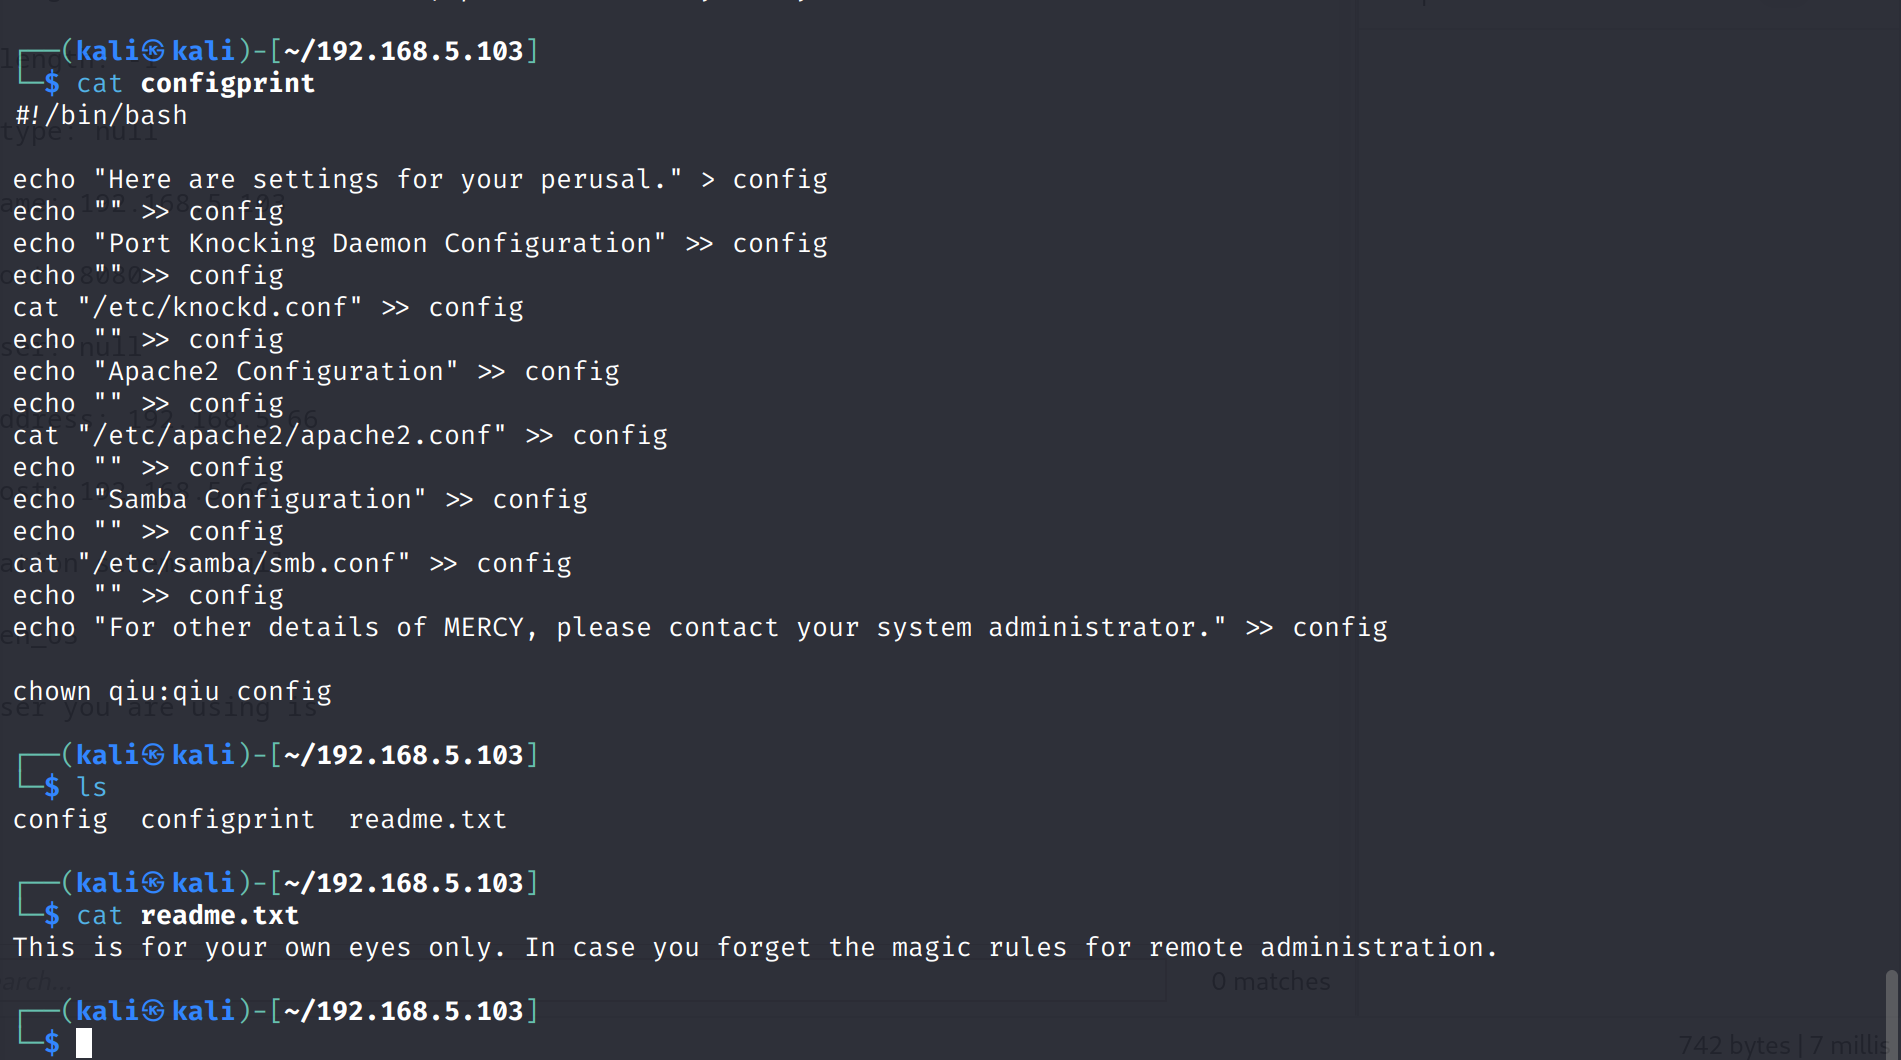 ┌──(kali㉿kali)-[~/192.168.5.103]
└─$ cat configprint
#!/bin/bash

echo "Here are settings for your perusal." > config
echo "" >> config
echo "Port Knocking Daemon Configuration" >> config
echo "" >> config
cat "/etc/knockd.conf" >> config
echo "" >> config
echo "Apache2 Configuration" >> config
echo "" >> config
cat "/etc/apache2/apache2.conf" >> config
echo "" >> config
echo "Samba Configuration" >> config
echo "" >> config
cat "/etc/samba/smb.conf" >> config
echo "" >> config
echo "For other details of MERCY, please contact your system administrator." >> config

chown qiu:qiu config

┌──(kali㉿kali)-[~/192.168.5.103]
└─$ ls
config  configprint  readme.txt

┌──(kali㉿kali)-[~/192.168.5.103]
└─$ cat readme.txt
This is for your own eyes only. In case you forget the magic rules for remote administration.
0 matches

┌──(kali㉿kali)-[~/192.168.5.103]
└─$
742 bytes | 7 millis